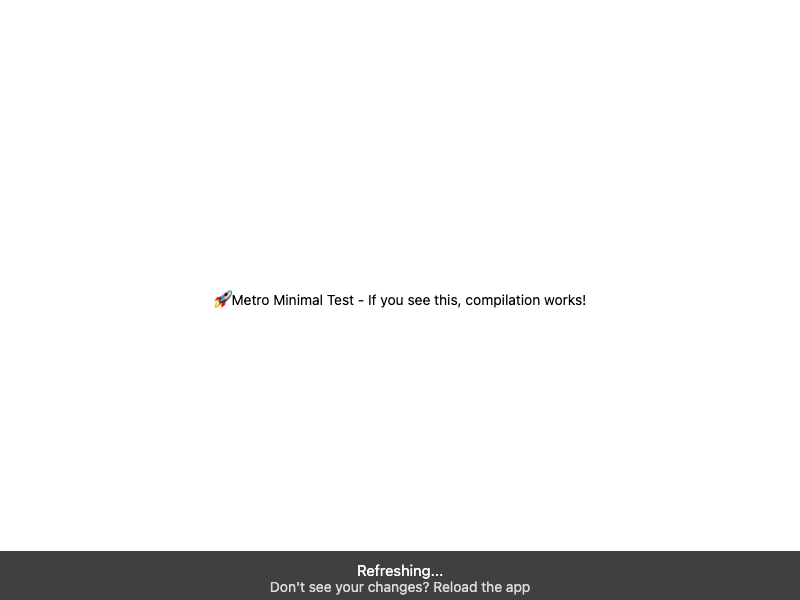 🚀Metro Minimal Test - If you see this, compilation works!
Refreshing...
Don't see your changes? Reload the app